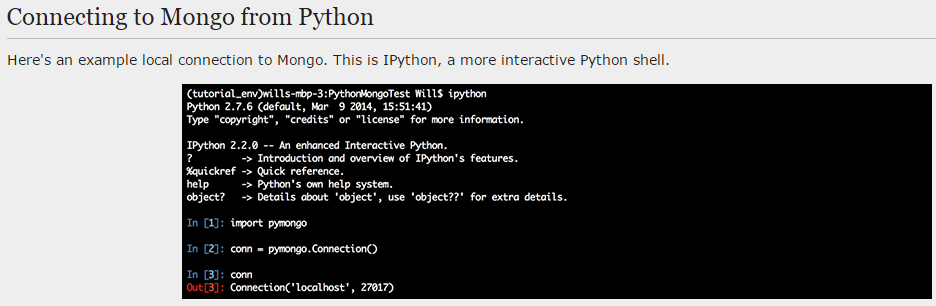 Connecting to Mongo from Python
Here's an example local connection to Mongo. This is IPython, a more interactive Python shell.
(tutorial_env)wills-mbp-3:PythonMongoTest Will$ ipython
Python 2.7.6 (default, Mar  9 2014, 15:51:41)
Type "copyright", "credits" or "license" for more information.
IPython 2.2.0 -- An enhanced Interactive Python.
?         -> Introduction and overview of IPython's features.
%quickref -> Quick reference.
help      -> Python's own help system.
object?   -> Details about 'object', use 'object??' for extra details.
In [1]: import pymongo
In [2]: conn = pymongo.Connection()
In [3]: conn
Out[3]: Connection('localhost', 27017)